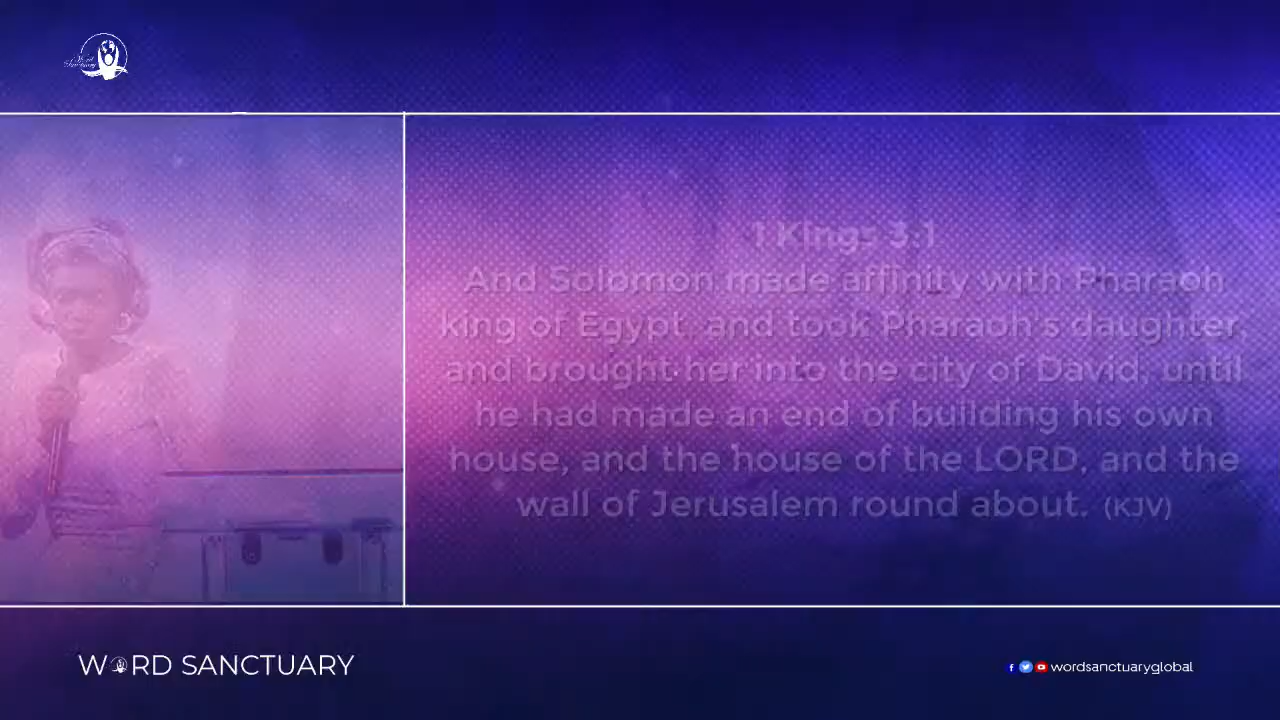 Word
Sanctuary
1 Kings 3:1
And Solomon made affinity with Pharaoh
king of Egypt, and took Pharaoh's daughter
and brought her into the city of David, until
he had made an end of building his own
house, and the house of the LORD, and the
wall of Jerusalem round about. (KJV)
WORD SANCTUARY
wordsanctuaryglobal